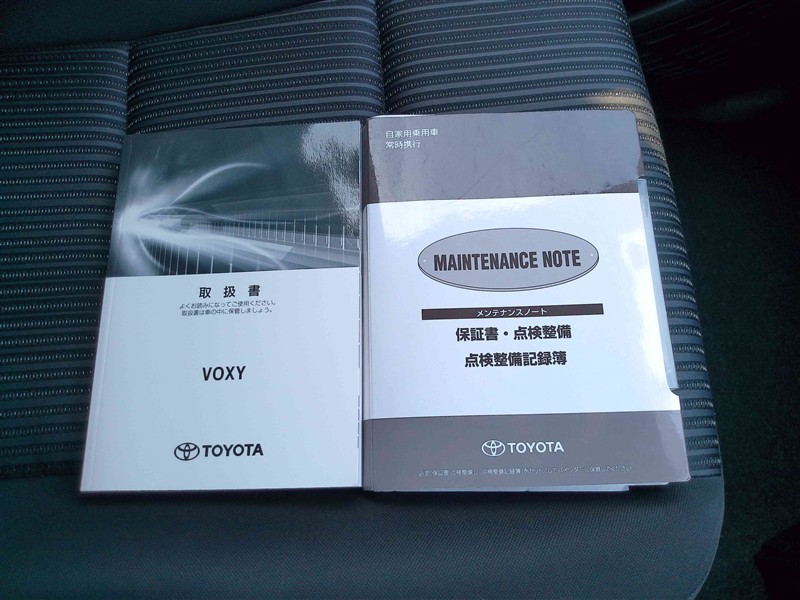 取扱書
よくお読みになってご使用ください。
取扱書は車の中に保管しましょう。
VOXY
TOYOTA
自家用乗用車
常時携行
MAINTENANCE NOTE
メンテナンスノート
保証書・点検整備
点検整備記録簿
TOYOTA